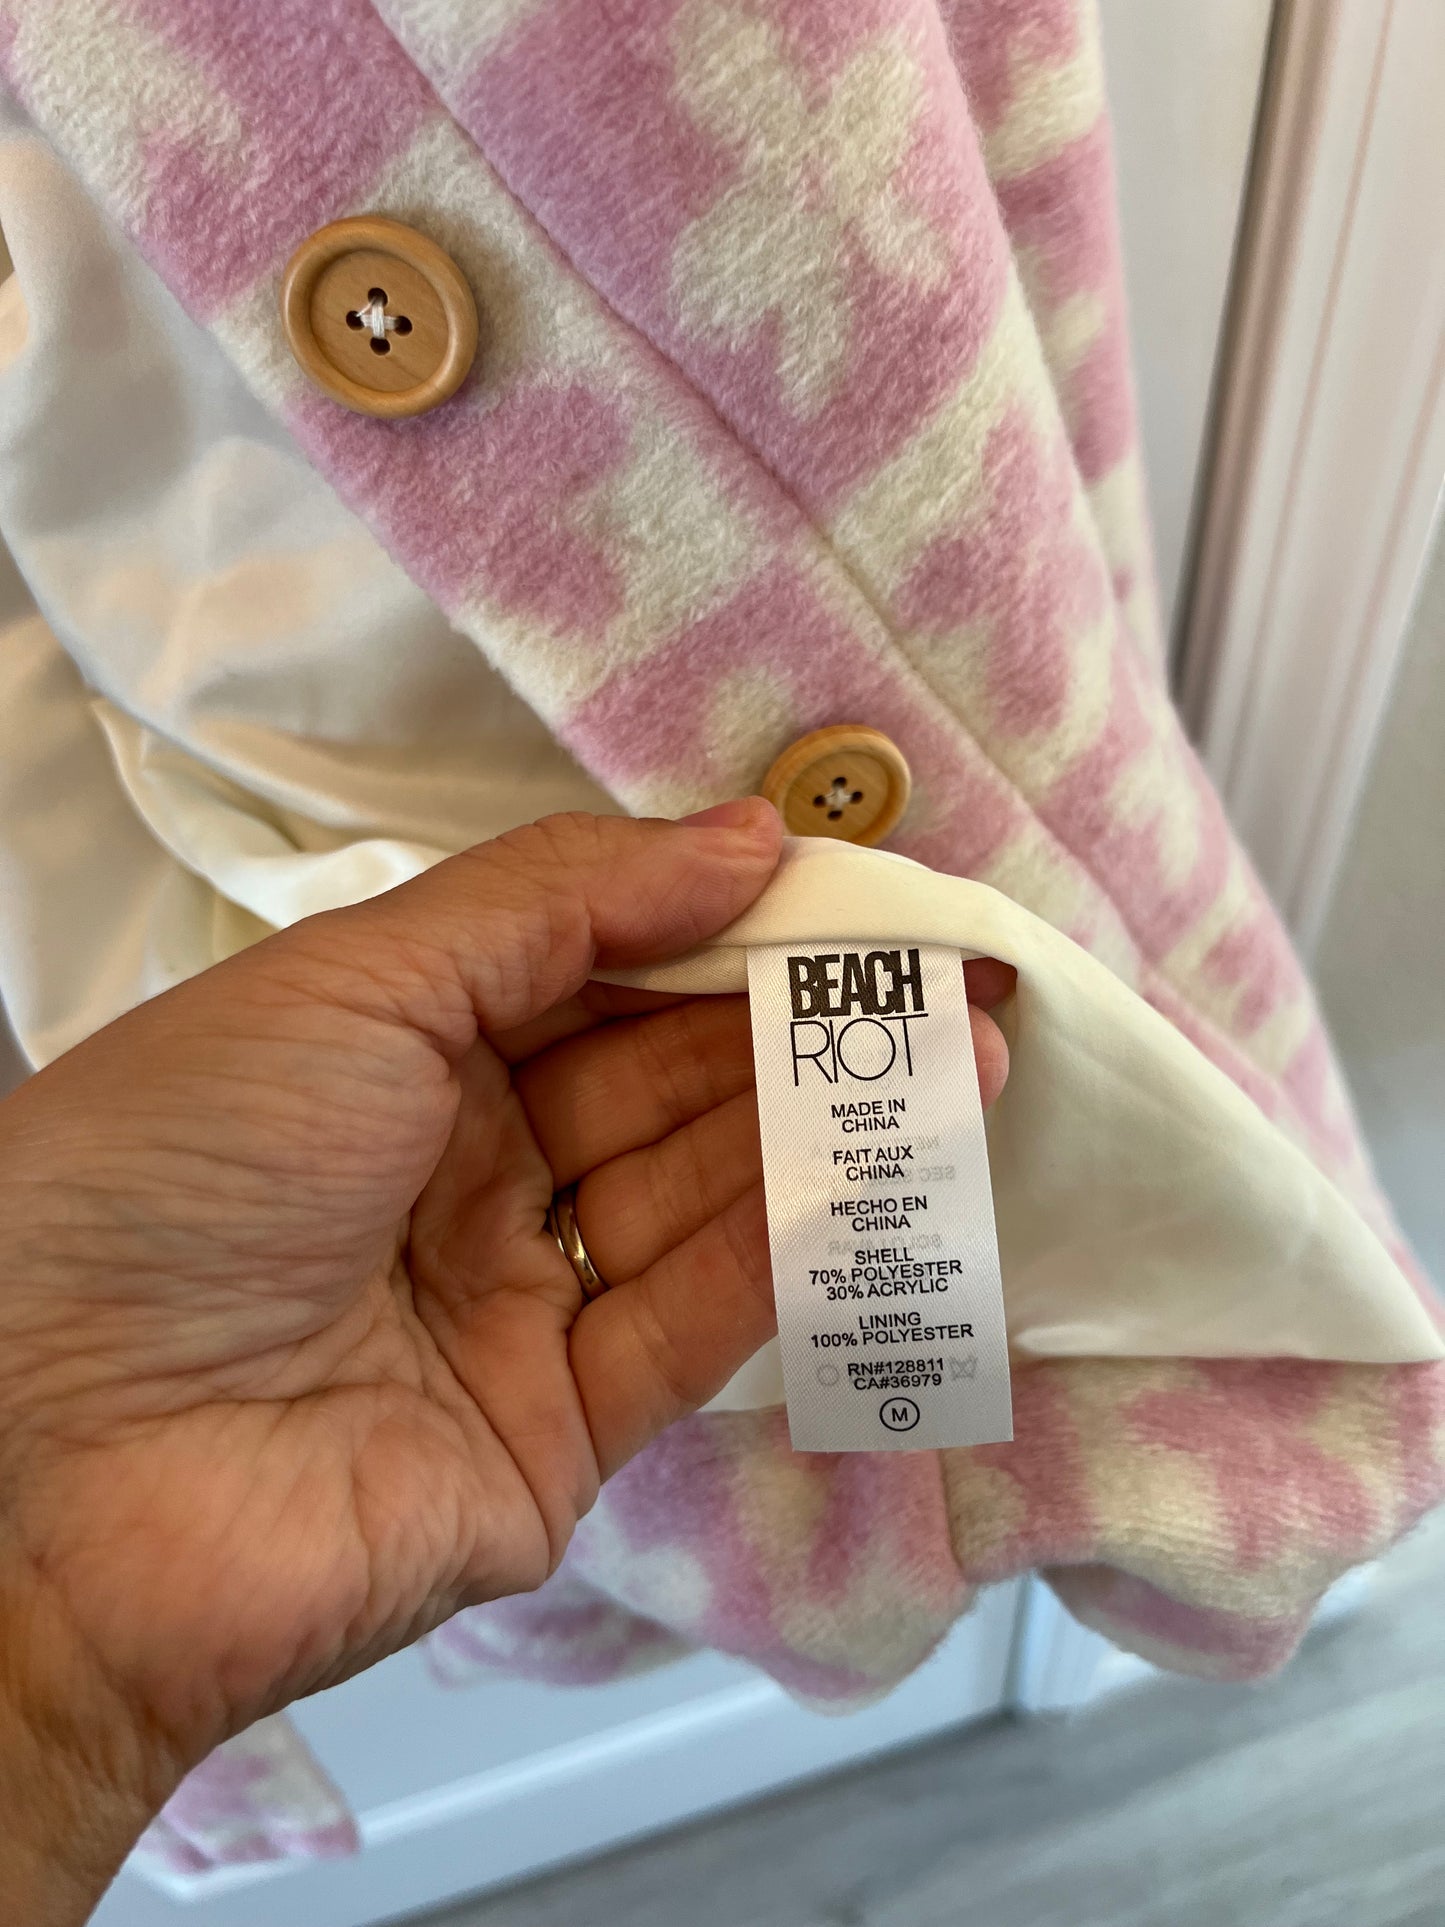 BEACH
RIOT
MADE IN
CHINA
FAIT AUX
CHINA
HECHO EN
CHINA
SHELL
70% POLYESTER
30% ACRYLIC
LINING
100% POLYESTER
RN#128811
CA#36979
M